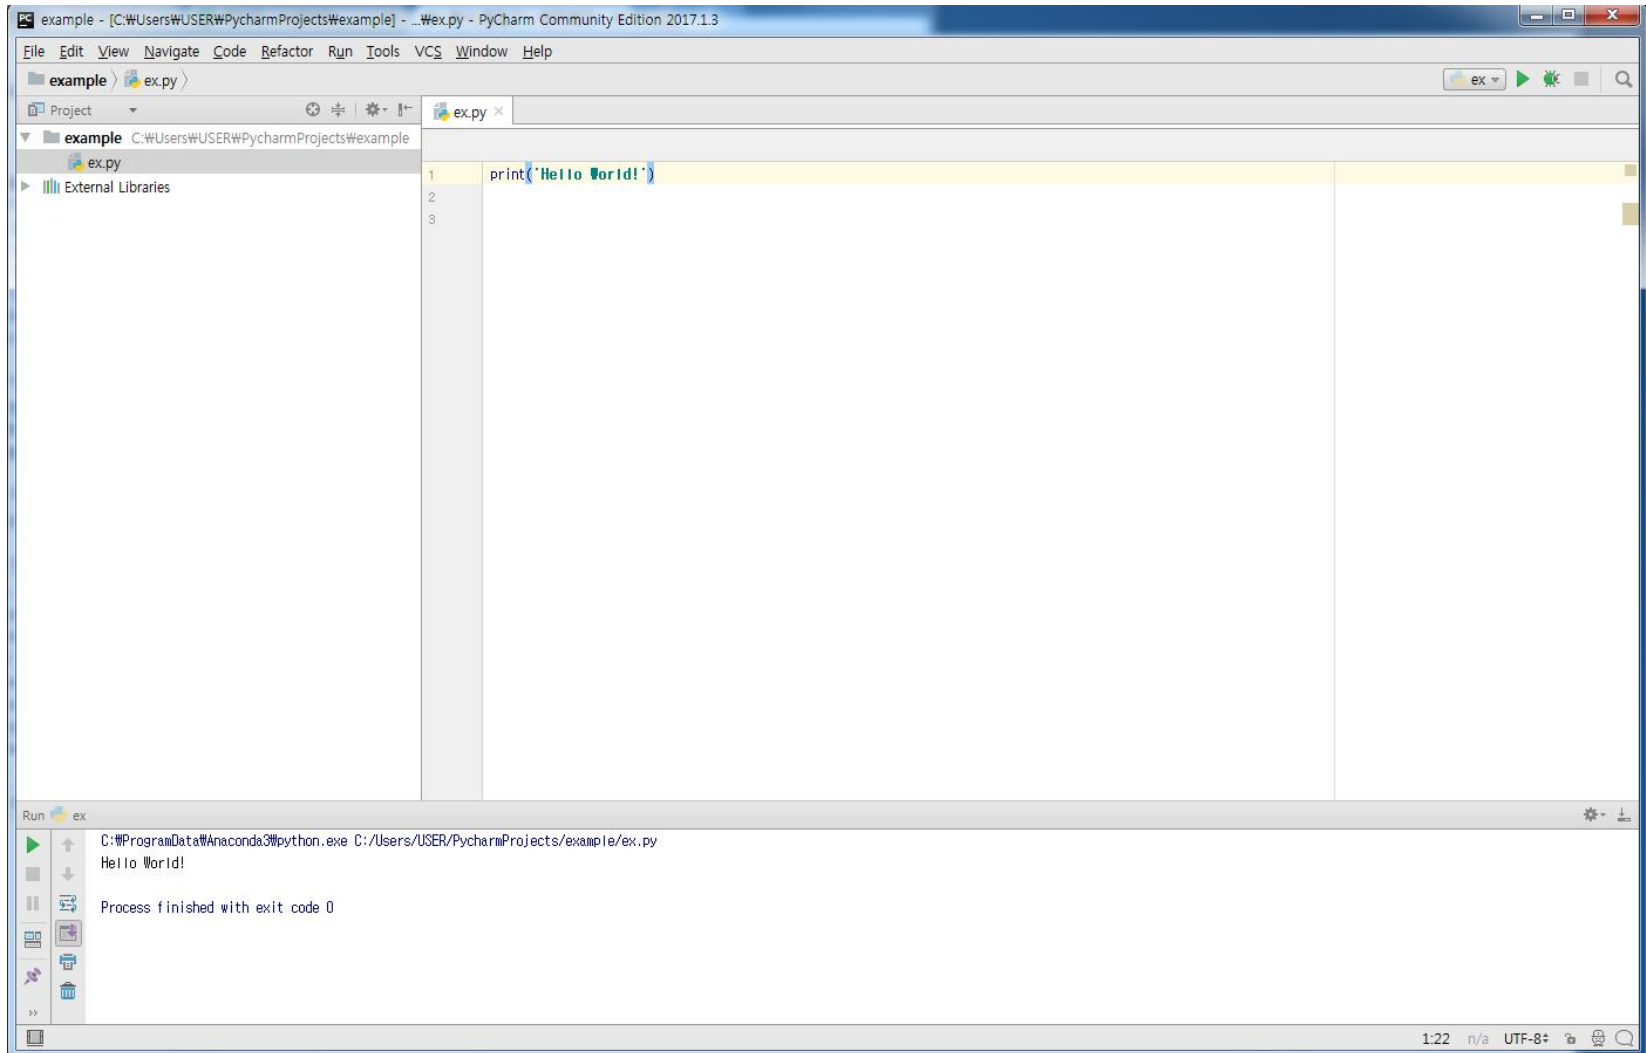 example - [C:₩Users₩USER₩PycharmProjects₩example] - ...₩ex.py - PyCharm Community Edition 2017.1.3
File Edit View Navigate Code Refactor Run Tools VCS Window Help
example ex.py
ex
Project
ex.py
example C:₩Users₩USER₩PycharmProjects₩example
ex.py
External Libraries
1 print('Hello World!')
2
3
Run ex
C:₩ProgramData₩Anaconda3₩python.exe C:/Users/USER/PycharmProjects/example/ex.py
Hello World!
Process finished with exit code 0
1:22 n/a UTF-8